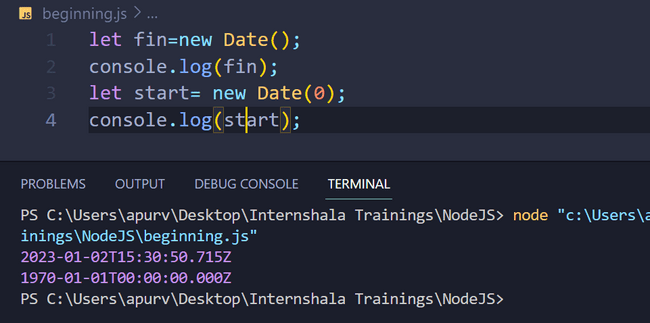 JS beginning.js > ...
1 let fin=new Date();
2 console.log(fin);
3 let start= new Date(0);
4 console.log(start);
PROBLEMS OUTPUT DEBUG CONSOLE TERMINAL
PS C:\Users\apurv\Desktop\Internshala Trainings\NodeJS> node "c:\Users\a
inings\NodeJS\beginning.js"
2023-01-02T15:30:50.715Z
1970-01-01T00:00:00.000Z
PS C:\Users\apurv\Desktop\Internshala Trainings\NodeJS>